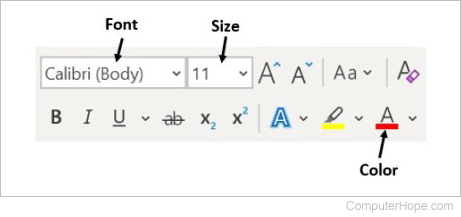 Font
Size
Calibri (Body) 11 A A Aa A
B I U ab x2 x2 A A
Color
ComputerHope.com